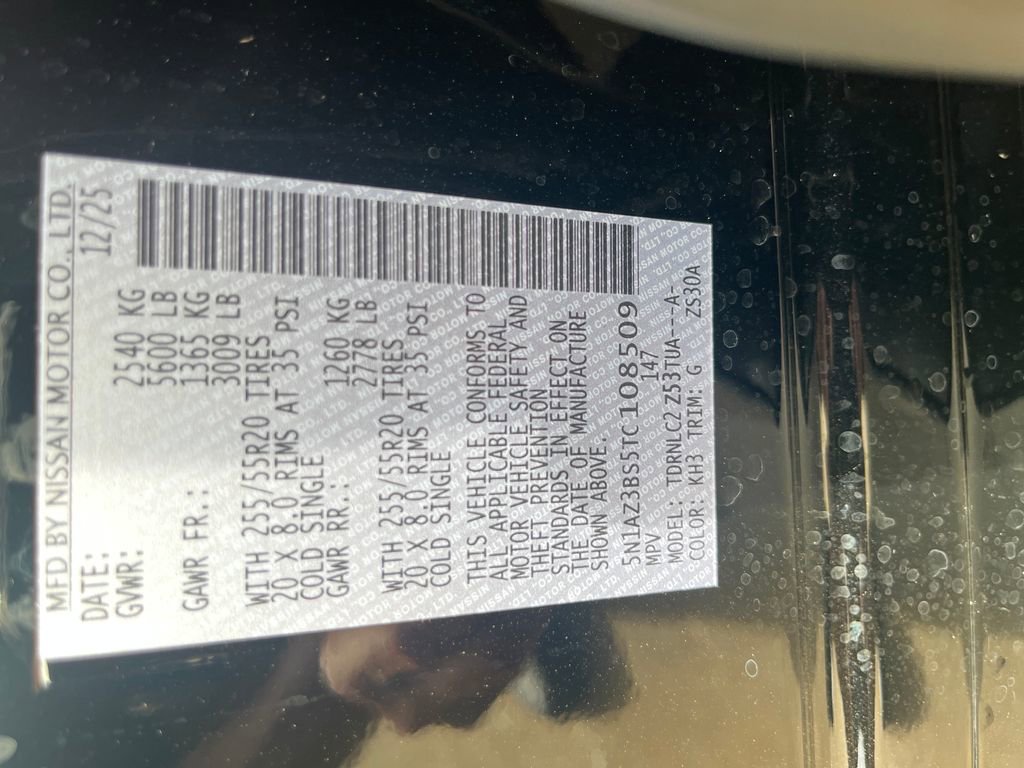 MFD BY NISSAN MOTOR CO., LTD.
DATE: 12/25
GVWR: 2540 KG
5600 LB
GAWR FR.: 1365 KG
3009 LB
WITH 255/55R20 TIRES
20 X 8.0 RIMS AT 35 PSI
COLD SINGLE
GAWR RR.: 1260 KG
2778 LB
WITH 255/55R20 TIRES
20 X 8.0 RIMS AT 35 PSI
COLD SINGLE
THIS VEHICLE CONFORMS TO
ALL APPLICABLE FEDERAL
MOTOR VEHICLE SAFETY AND
THEFT PREVENTION
STANDARDS IN EFFECT ON
THE DATE OF MANUFACTURE
SHOWN ABOVE.
5N1AZ3BS5TC108509
MPV 147
MODEL: TDRNLC2 Z53TUA---A-
COLOR: KH3 TRIM: G ZS30A